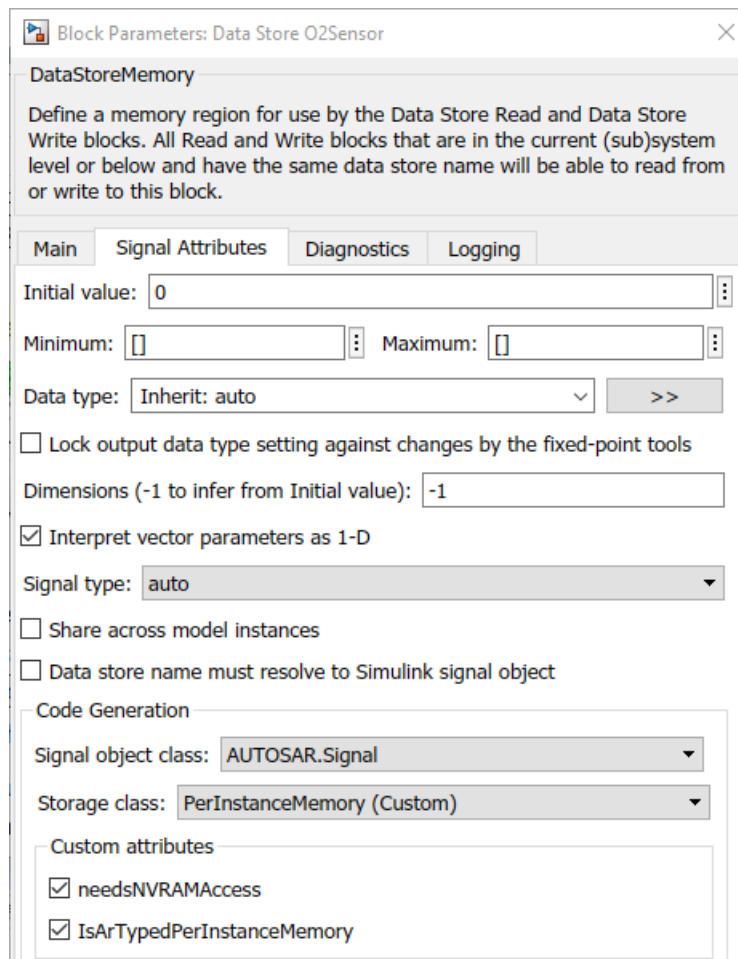 Block Parameters: Data Store O2Sensor
DataStoreMemory
Define a memory region for use by the Data Store Read and Data Store
Write blocks. All Read and Write blocks that are in the current (sub)system
level or below and have the same data store name will be able to read from
or write to this block.
Main Signal Attributes Diagnostics Logging
Initial value: 0
Minimum: [] Maximum: []
Data type: Inherit: auto >>
Lock output data type setting against changes by the fixed-point tools
Dimensions (-1 to infer from Initial value): -1
Interpret vector parameters as 1-D
Signal type: auto
Share across model instances
Data store name must resolve to Simulink signal object
Code Generation
Signal object class: AUTOSAR.Signal
Storage class: PerInstanceMemory (Custom)
Custom attributes
needsNVRAMAccess
IsArTypedPerInstanceMemory